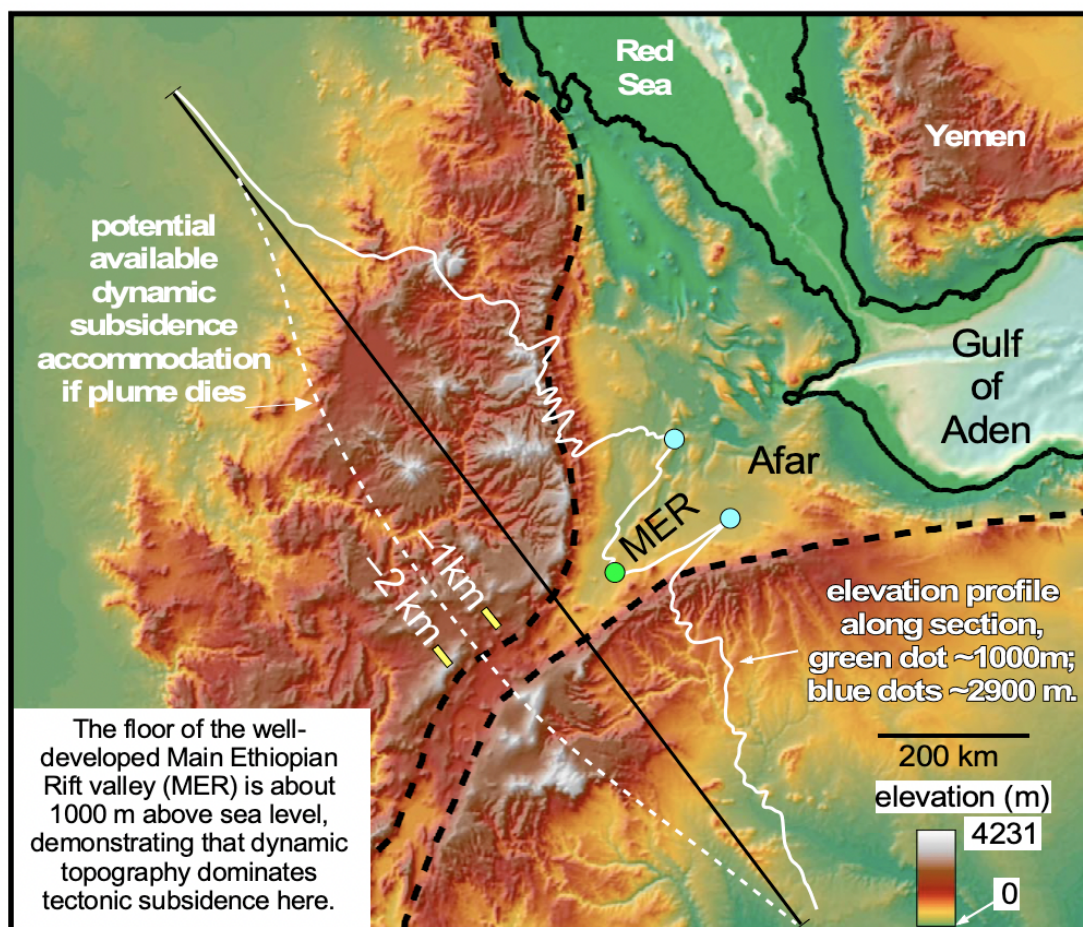 Red
Sea
Yemen
potential
available
dynamic
subsidence
accommodation
if plume dies
Gulf
of
Aden
Afar
MER
–1km
–2 km
elevation profile
along section,
green dot ~1000m;
blue dots ~2900 m.
200 km
elevation (m)
4231
0
The floor of the well-
developed Main Ethiopian
Rift valley (MER) is about
1000 m above sea level,
demonstrating that dynamic
topography dominates
tectonic subsidence here.